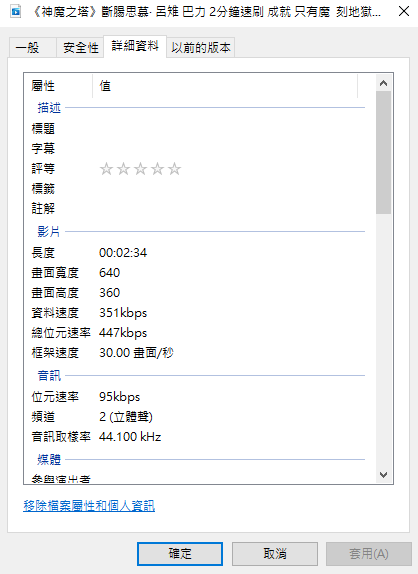 《神魔之塔》斷腸思慕‧ 呂雉 巴力 2分鐘速刷 成就 只有魔 刻地獄...
一般 安全性 詳細資料 以前的版本
屬性 值
描述
標題
字幕
評等 ☆☆☆☆☆
標籤
註解
影片
長度 00:02:34
畫面寬度 640
畫面高度 360
資料速度 351kbps
總位元速率 447kbps
框架速度 30.00 畫面/秒
音訊
位元速率 95kbps
頻道 2 (立體聲)
音訊取樣率 44.100 kHz
媒體
參與演出者
移除檔案屬性和個人資訊
確定 取消 套用(A)